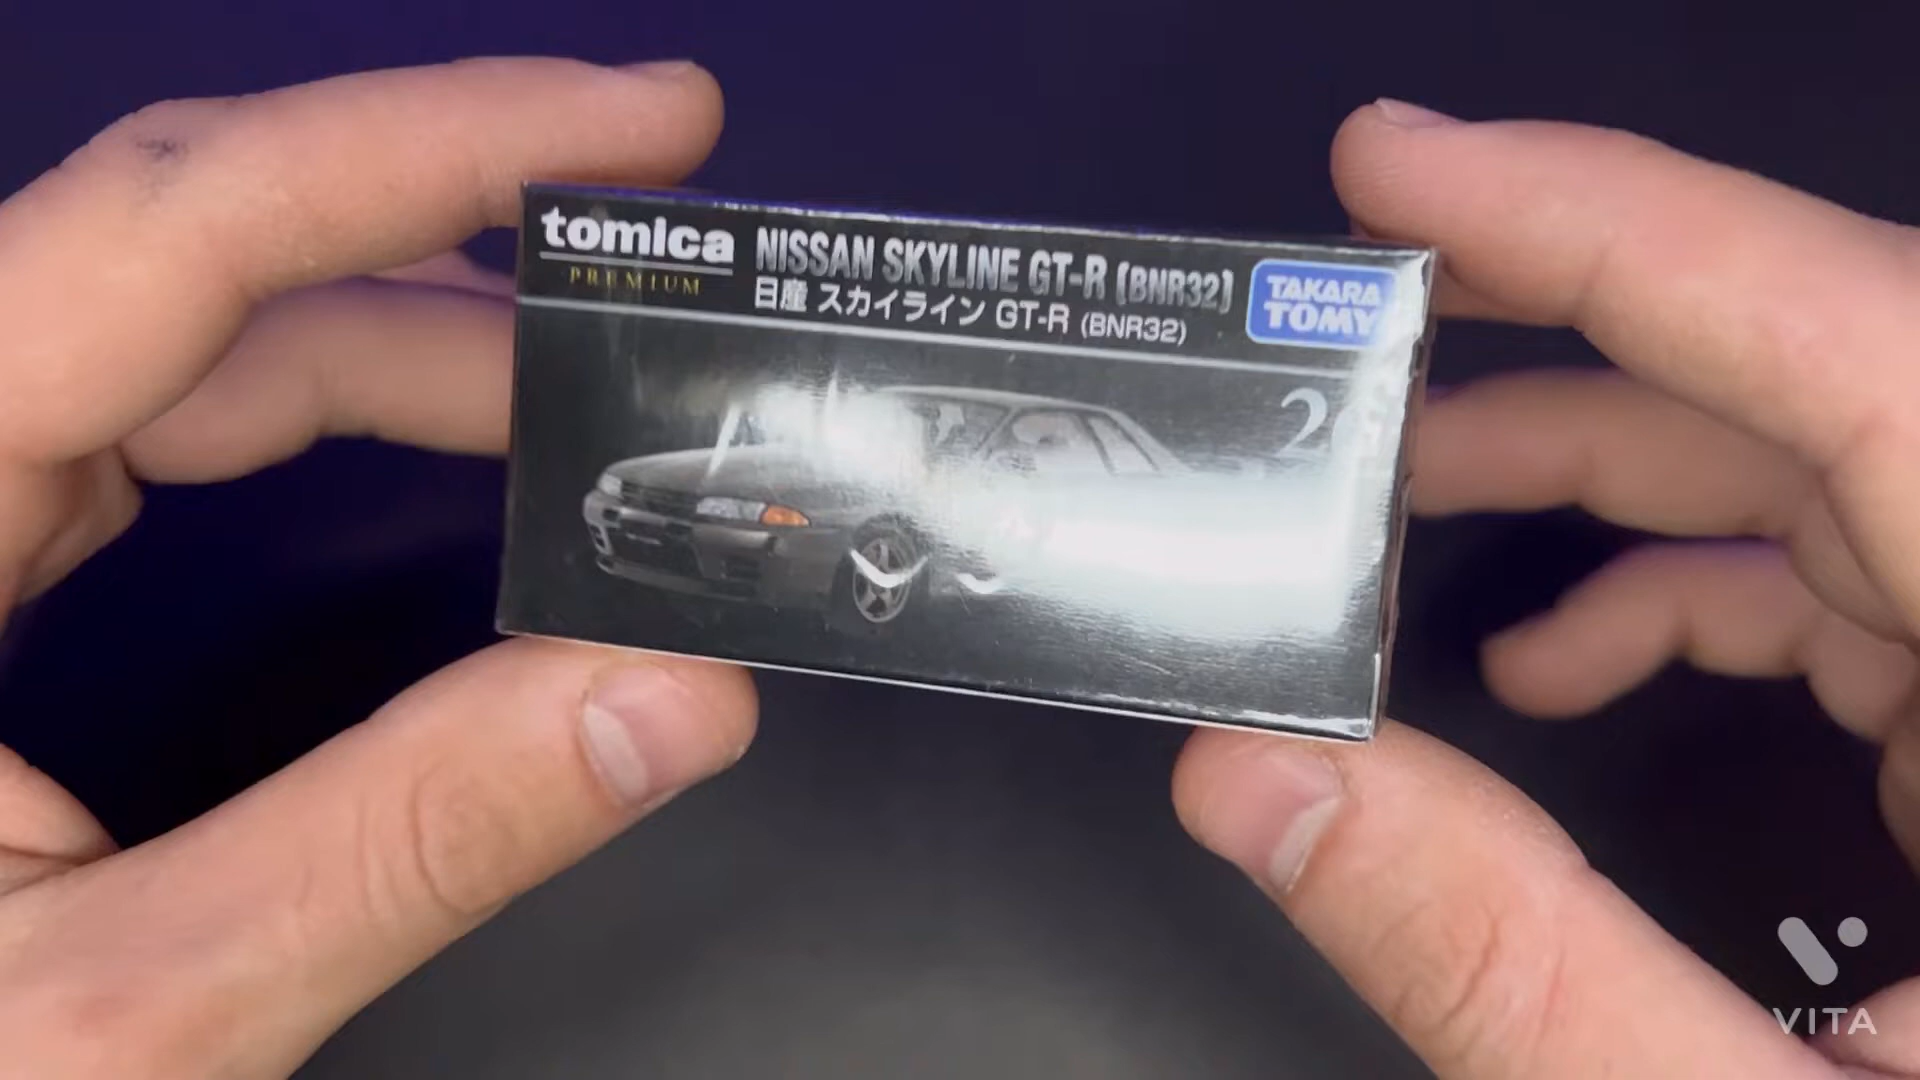 tomica
PREMIUM
NISSAN SKYLINE GT-R (BNR32)
日産 スカイライン GT-R (BNR32)
TAKARA
TOMY
VITA